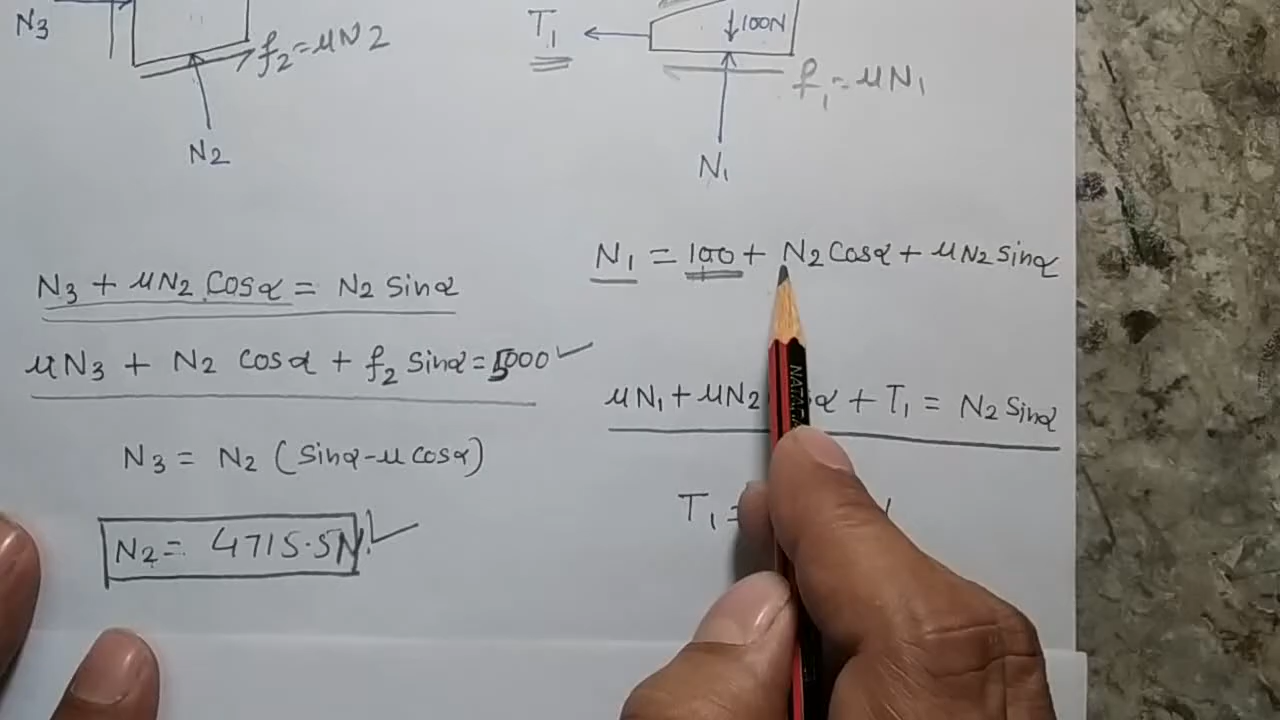 N3
f2=μN2
N2
T1
↓100N
f1=μN1
N1
N3 + μN2 Cosα = N2 Sinα
μN3 + N2 Cosα + f2 Sinα = 5000 ✓
N3 = N2 (Sinα-μ cosα)
N2 = 4715.5N ✓
N1 = 100 + N2 Cosα + μN2 Sinα
μN1 + μN2 α + T1 = N2 Sinα
T1 =
NATARA